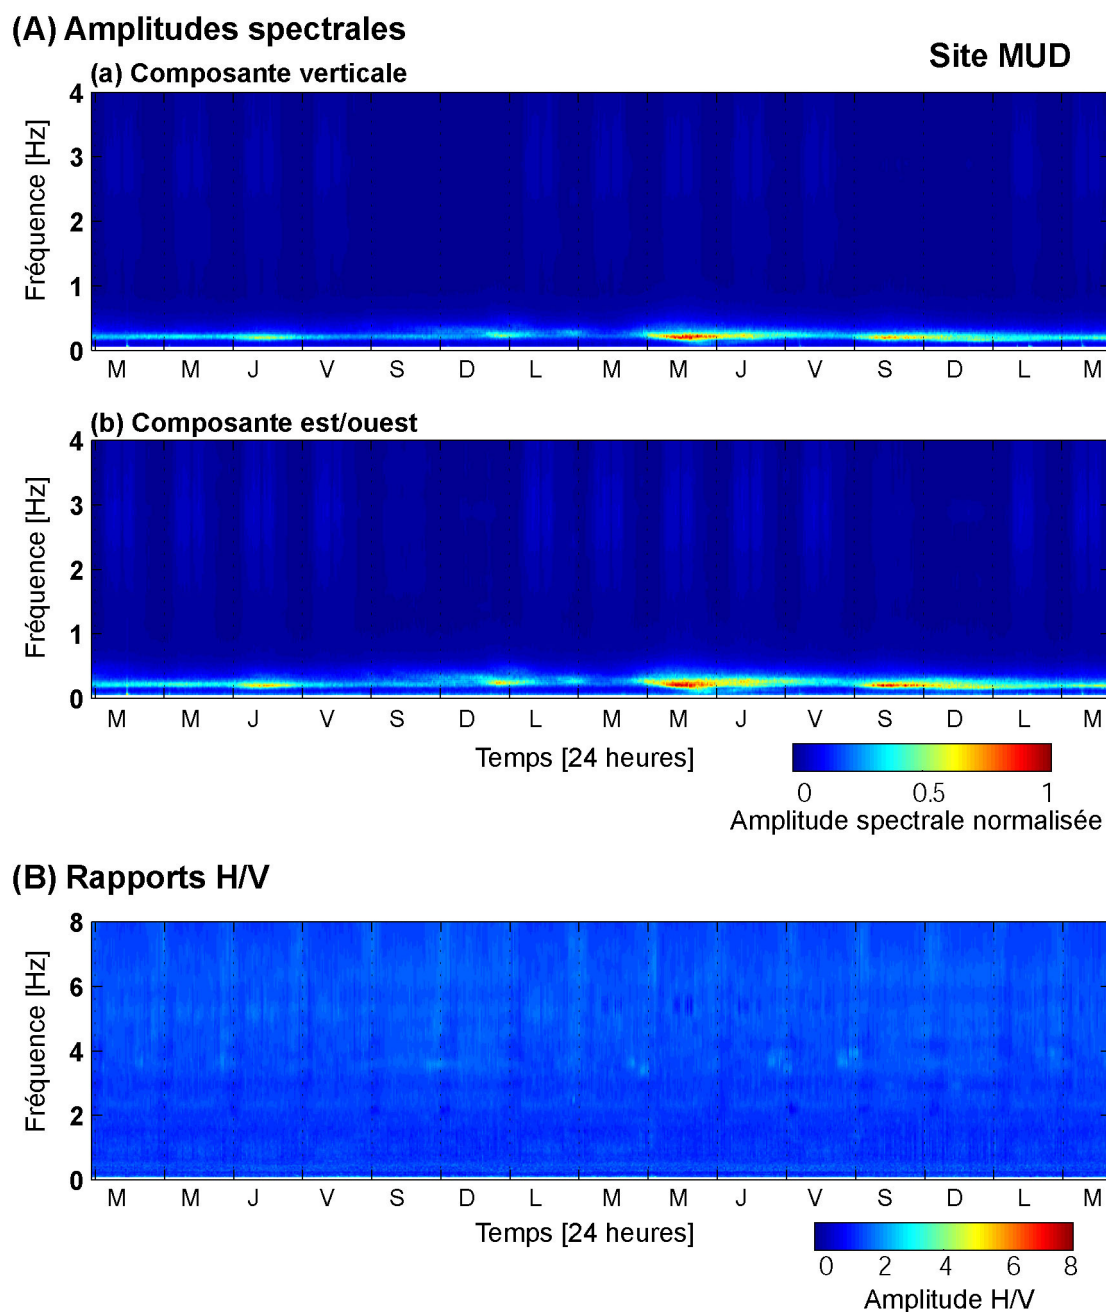 (A) Amplitudes spectrales
Site MUD
(a) Composante verticale
Fréquence [Hz]
4
3
2
1
0
M M J V S D L M M J V S D L M
(b) Composante est/ouest
Fréquence [Hz]
4
3
2
1
0
M M J V S D L M M J V S D L M
Temps [24 heures]
0 0.5 1
Amplitude spectrale normalisée
(B) Rapports H/V
Fréquence [Hz]
8
6
4
2
0
M M J V S D L M M J V S D L M
Temps [24 heures]
0 2 4 6 8
Amplitude H/V